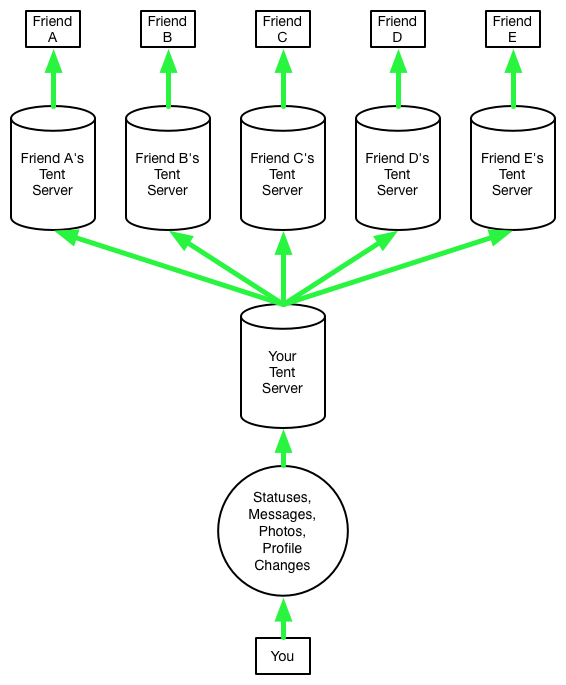 Friend
A
Friend
B
Friend
C
Friend
D
Friend
E
Friend A's
Tent
Server
Friend B's
Tent
Server
Friend C's
Tent
Server
Friend D's
Tent
Server
Friend E's
Tent
Server
Your
Tent
Server
Statuses,
Messages,
Photos,
Profile
Changes
You